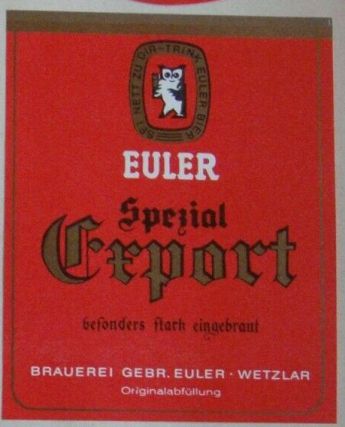 SEI NETT ZU DIR-TRINK EULER BIER
EULER
Spezial
Export
besonders stark eingebraut
BRAUEREI GEBR. EULER · WETZLAR
Originalabfüllung